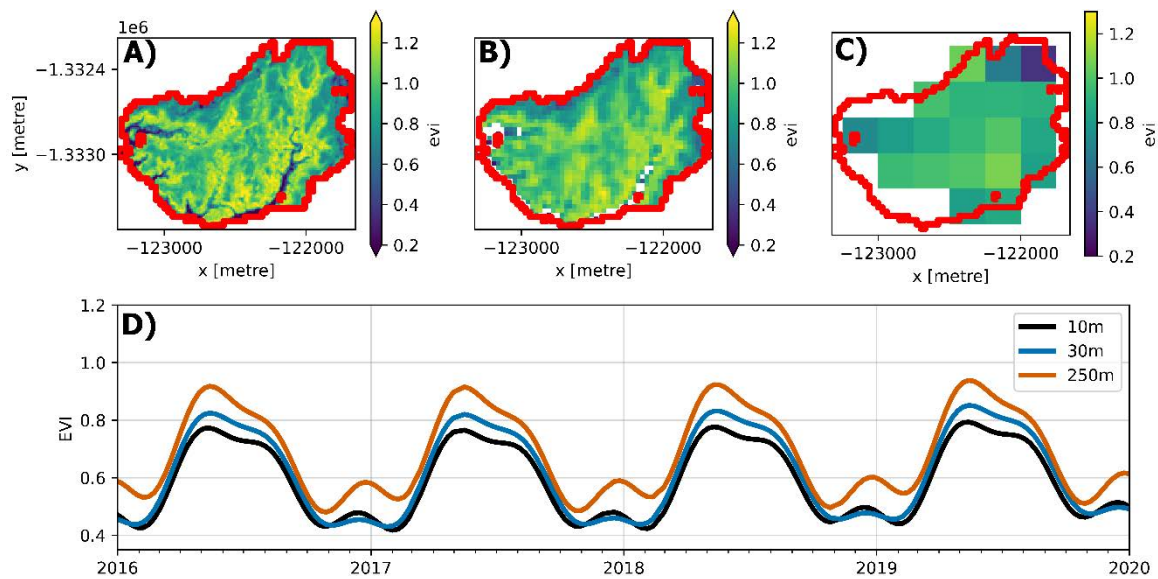 1e6
A)
B)
C)
−1.3324
−1.3330
y [metre]
−123000 −122000
x [metre]
1.2
1.0
0.8
0.6
0.4
0.2
evi
−123000 −122000
x [metre]
1.2
1.0
0.8
0.6
0.4
0.2
evi
−123000 −122000
x [metre]
1.2
1.0
0.8
0.6
0.4
0.2
evi
D)
1.2
1.0
0.8
0.6
0.4
EVI
10m
30m
250m
2016 2017 2018 2019 2020